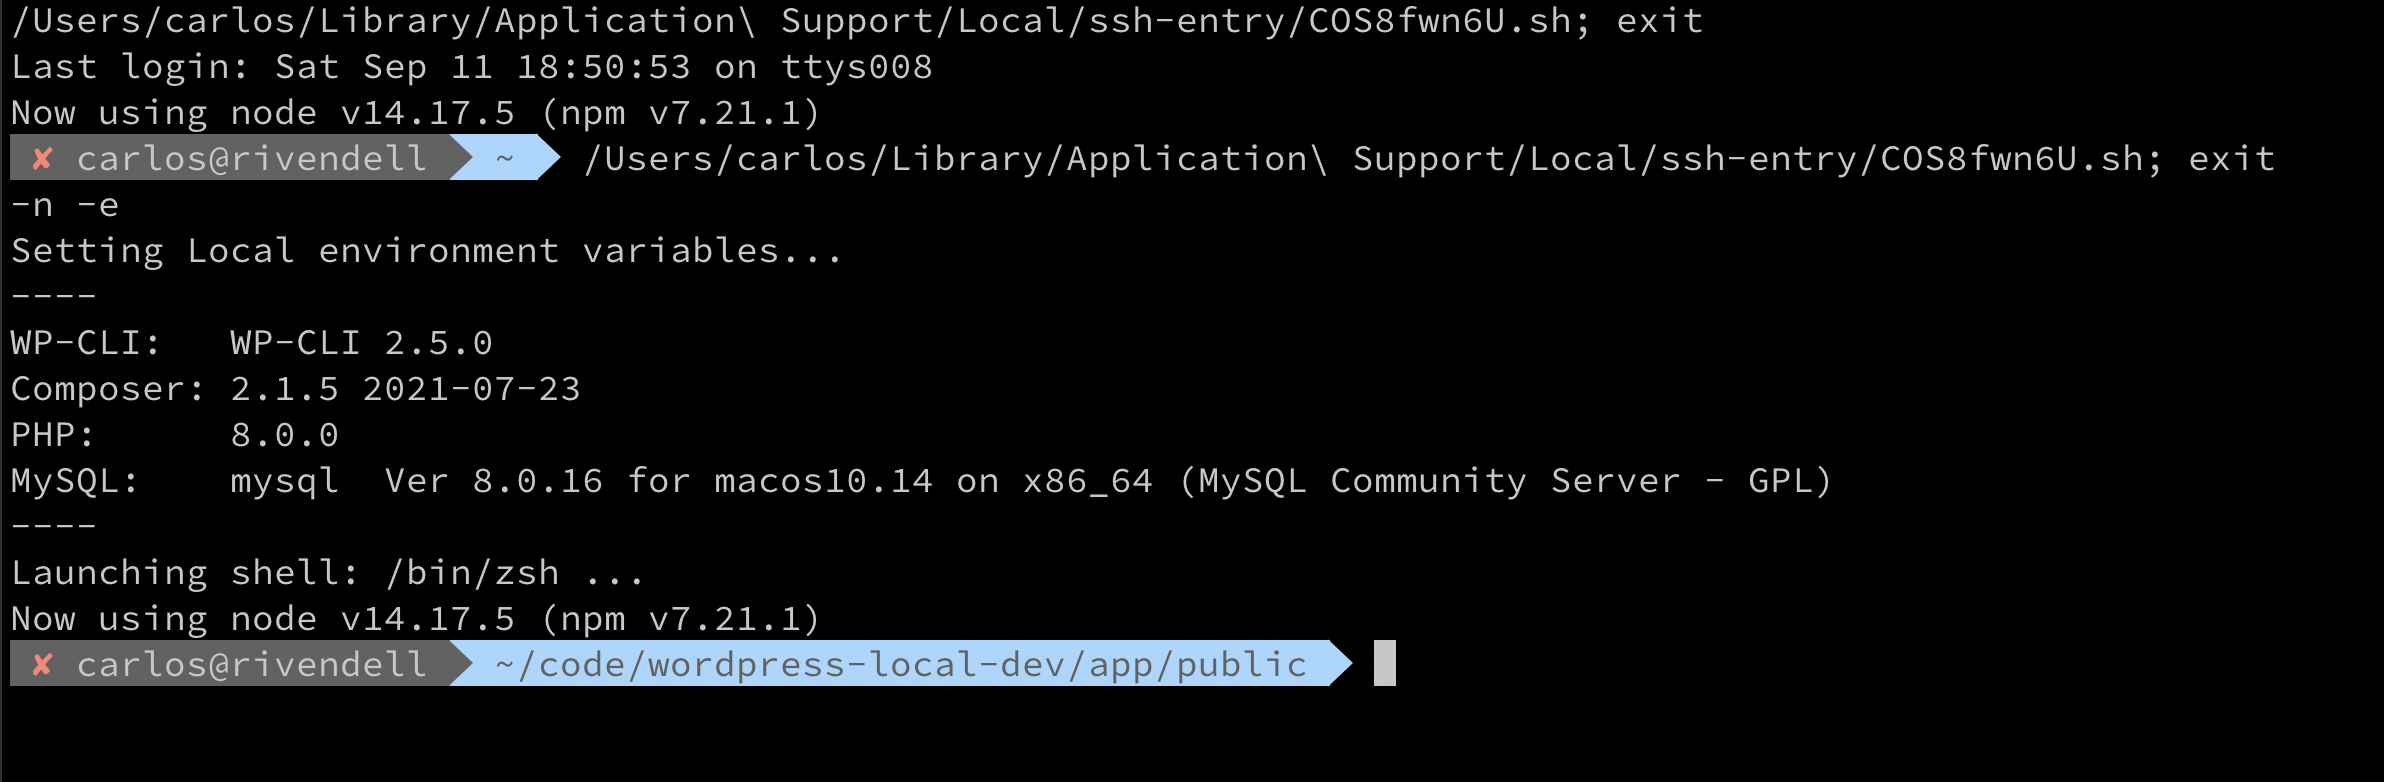 /Users/carlos/Library/Application\ Support/Local/ssh-entry/COS8fwn6U.sh; exit
Last login: Sat Sep 11 18:50:53 on ttys008
Now using node v14.17.5 (npm v7.21.1)
✘ carlos@rivendell ~ /Users/carlos/Library/Application\ Support/Local/ssh-entry/COS8fwn6U.sh; exit
-n -e
Setting Local environment variables...
----
WP-CLI:   WP-CLI 2.5.0
Composer: 2.1.5 2021-07-23
PHP:      8.0.0
MySQL:    mysql  Ver 8.0.16 for macos10.14 on x86_64 (MySQL Community Server - GPL)
----
Launching shell: /bin/zsh ...
Now using node v14.17.5 (npm v7.21.1)
✘ carlos@rivendell ~/code/wordpress-local-dev/app/public